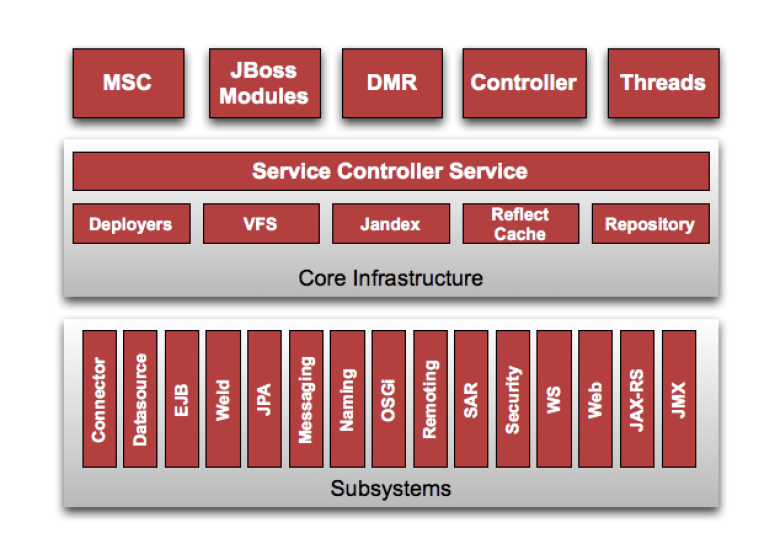 MSC
JBoss
Modules
DMR
Controller
Threads
Service Controller Service
Deployers
VFS
Jandex
Reflect
Cache
Repository
Core Infrastructure
Connector
Datasource
EJB
Weld
JPA
Messaging
Naming
OSGi
Remoting
SAR
Security
WS
Web
JAX-RS
JMX
Subsystems